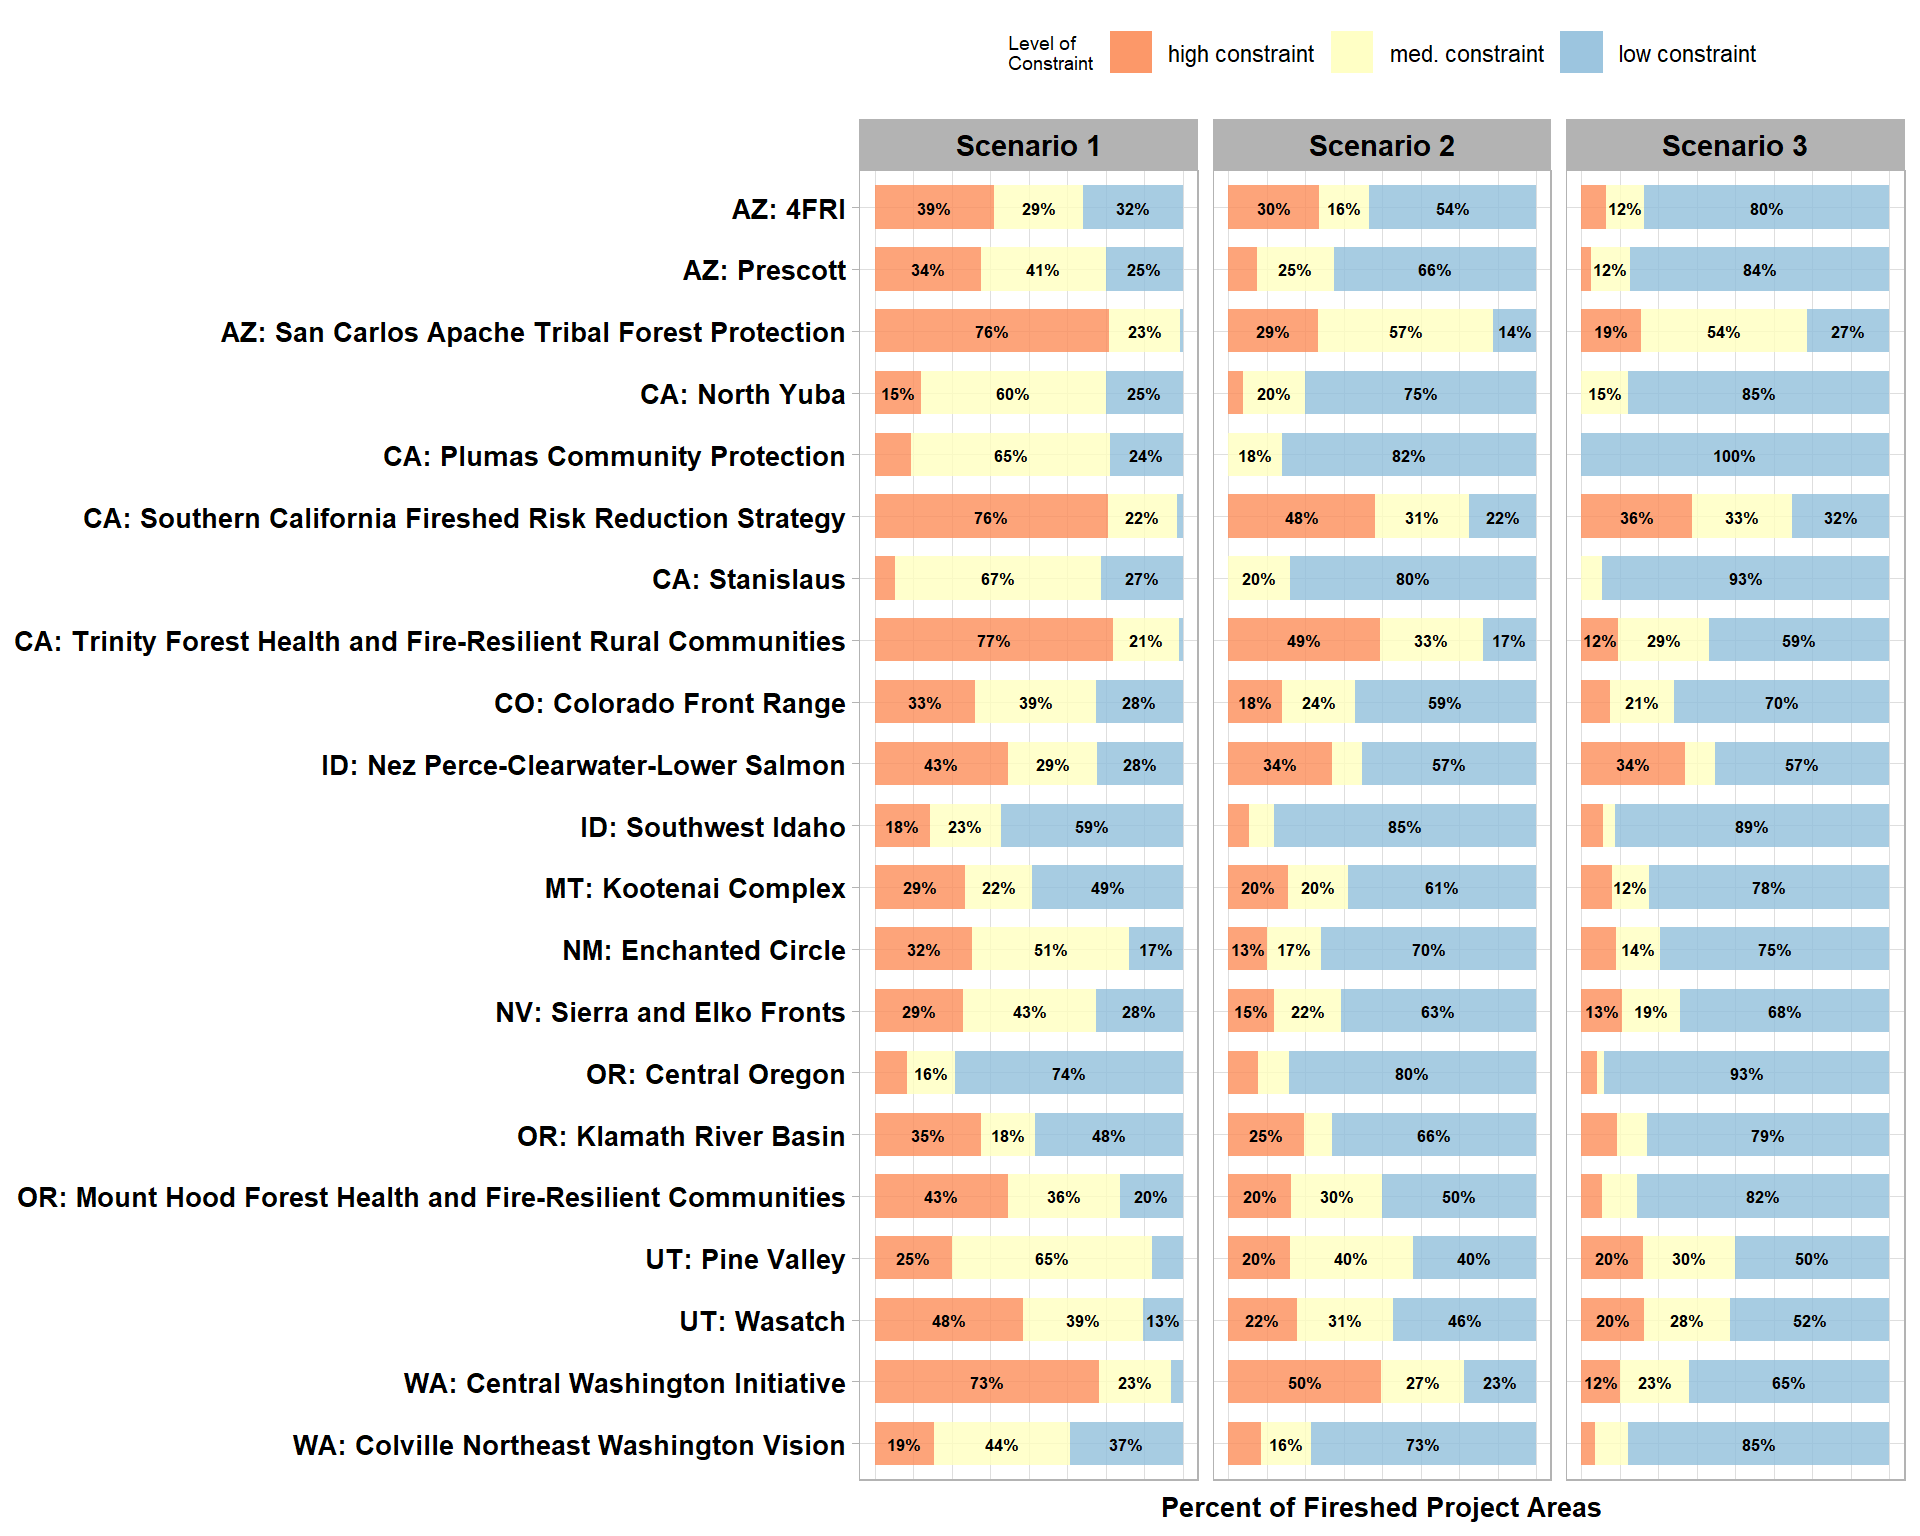 Level of
Constraint
high constraint
med. constraint
low constraint
Scenario 1 Scenario 2 Scenario 3
AZ: 4FRI 39% 29% 32% 30% 16% 54% 12% 80%
AZ: Prescott 34% 41% 25% 25% 66% 12% 84%
AZ: San Carlos Apache Tribal Forest Protection 76% 23% 29% 57% 14% 19% 54% 27%
CA: North Yuba 15% 60% 25% 20% 75% 15% 85%
CA: Plumas Community Protection 65% 24% 18% 82% 100%
CA: Southern California Fireshed Risk Reduction Strategy 76% 22% 48% 31% 22% 36% 33% 32%
CA: Stanislaus 67% 27% 20% 80% 93%
CA: Trinity Forest Health and Fire-Resilient Rural Communities 77% 21% 49% 33% 17% 12% 29% 59%
CO: Colorado Front Range 33% 39% 28% 18% 24% 59% 21% 70%
ID: Nez Perce-Clearwater-Lower Salmon 43% 29% 28% 34% 57% 34% 57%
ID: Southwest Idaho 18% 23% 59% 85% 89%
MT: Kootenai Complex 29% 22% 49% 20% 20% 61% 12% 78%
NM: Enchanted Circle 32% 51% 17% 13% 17% 70% 14% 75%
NV: Sierra and Elko Fronts 29% 43% 28% 15% 22% 63% 13% 19% 68%
OR: Central Oregon 16% 74% 80% 93%
OR: Klamath River Basin 35% 18% 48% 25% 66% 79%
OR: Mount Hood Forest Health and Fire-Resilient Communities 43% 36% 20% 20% 30% 50% 82%
UT: Pine Valley 25% 65% 20% 40% 40% 20% 30% 50%
UT: Wasatch 48% 39% 13% 22% 31% 46% 20% 28% 52%
WA: Central Washington Initiative 73% 23% 50% 27% 23% 12% 23% 65%
WA: Colville Northeast Washington Vision 19% 44% 37% 16% 73% 85%
Percent of Fireshed Project Areas